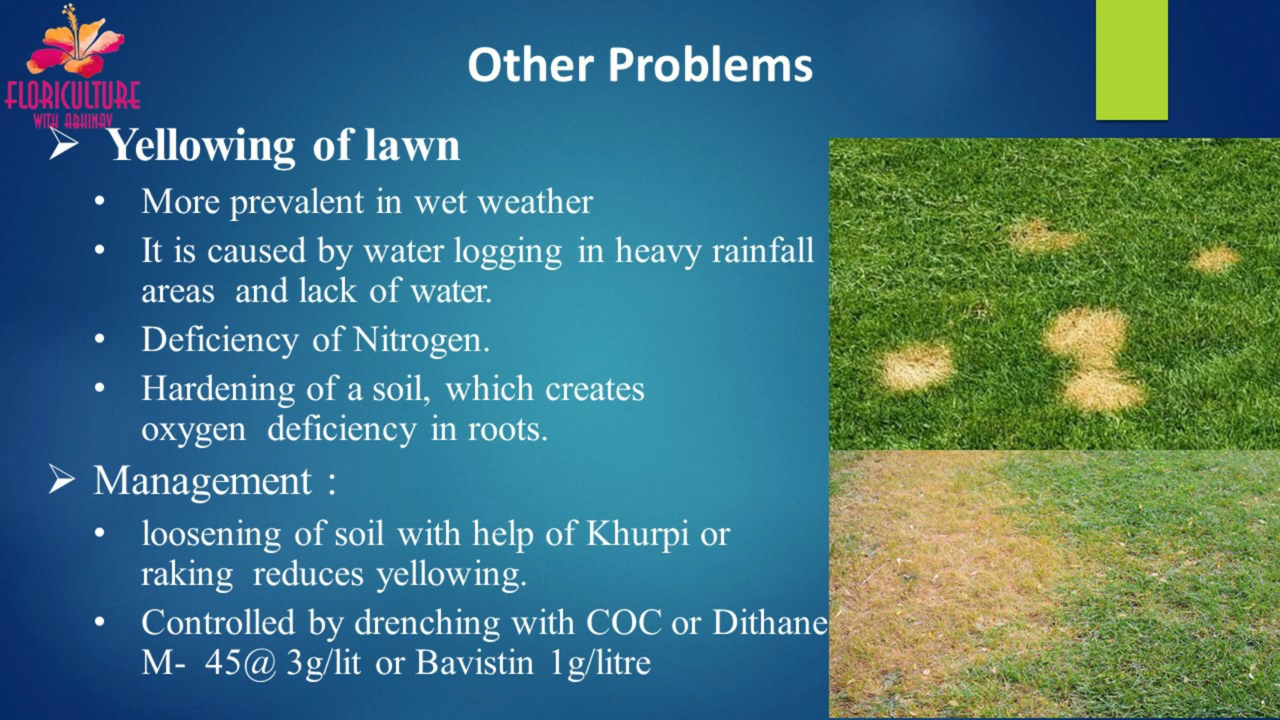 FLORICULTURE
WITH ABHINAV
Other Problems
➢ Yellowing of lawn
• More prevalent in wet weather
• It is caused by water logging in heavy rainfall
areas and lack of water.
• Deficiency of Nitrogen.
• Hardening of a soil, which creates
oxygen deficiency in roots.
➢ Management :
• loosening of soil with help of Khurpi or
raking reduces yellowing.
• Controlled by drenching with COC or Dithane
M- 45@ 3g/lit or Bavistin 1g/litre